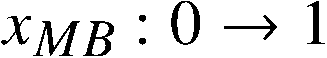 x_{MB} : 0 → 1